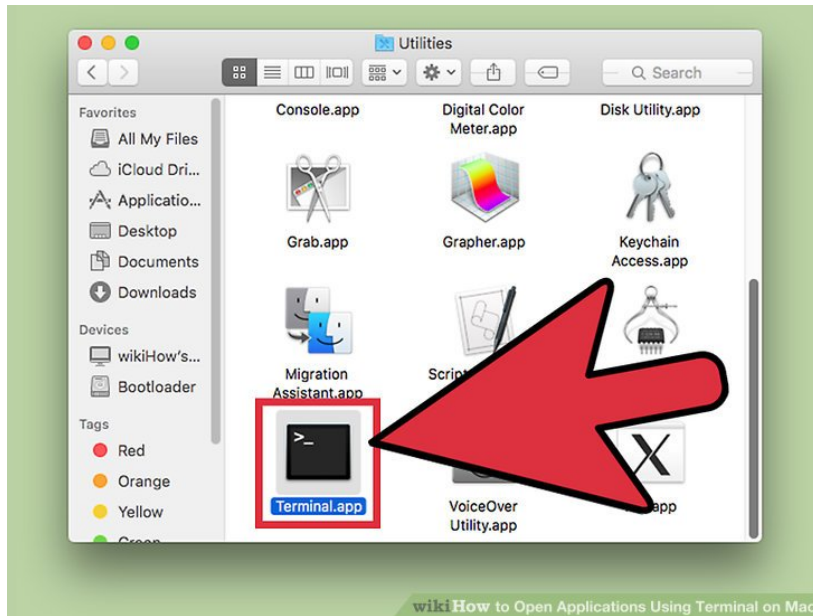 Utilities
Search
Favorites
All My Files
iCloud Dri...
Applicatio...
Desktop
Documents
Downloads
Devices
wikiHow's...
Bootloader
Tags
Red
Orange
Yellow
Green
Console.app
Digital Color
Meter.app
Disk Utility.app
Grab.app
Grapher.app
Keychain
Access.app
Migration
Assistant.app
Terminal.app
VoiceOver
Utility.app
wikiHow to Open Applications Using Terminal on Mac